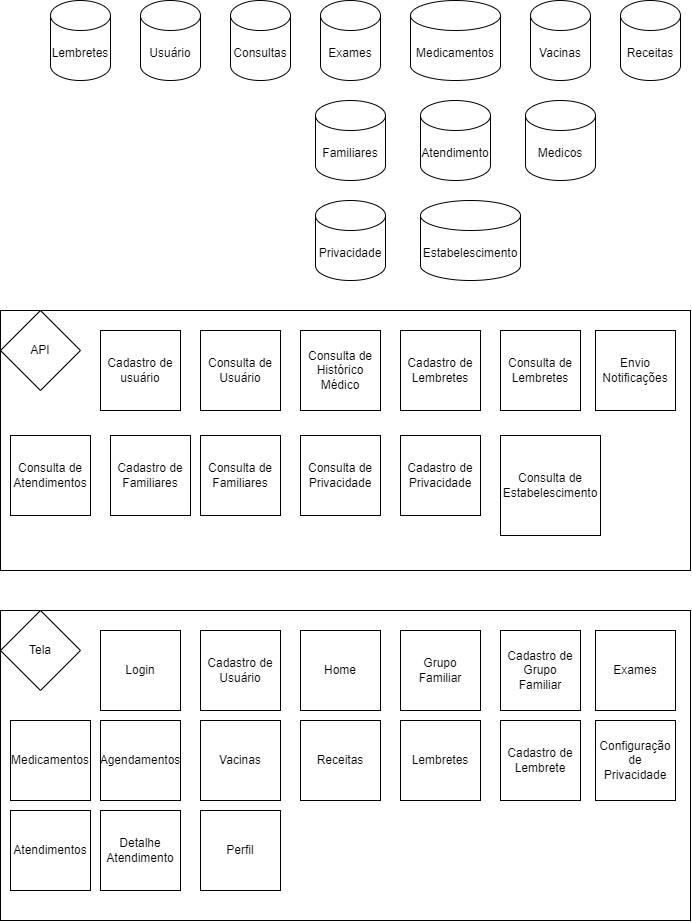 Lembretes
Usuário
Consultas
Exames
Medicamentos
Vacinas
Receitas
Familiares
Atendimento
Medicos
Privacidade
Estabelescimento
API
Cadastro de
usuário
Consulta de
Usuário
Consulta de
Histórico
Médico
Cadastro de
Lembretes
Consulta de
Lembretes
Envio
Notificações
Consulta de
Atendimentos
Cadastro de
Familiares
Consulta de
Familiares
Consulta de
Privacidade
Cadastro de
Privacidade
Consulta de
Estabelescimento
Tela
Login
Cadastro de
Usuário
Home
Grupo
Familiar
Cadastro de
Grupo
Familiar
Exames
Medicamentos
Agendamentos
Vacinas
Receitas
Lembretes
Cadastro de
Lembrete
Configuração
de
Privacidade
Atendimentos
Detalhe
Atendimento
Perfil